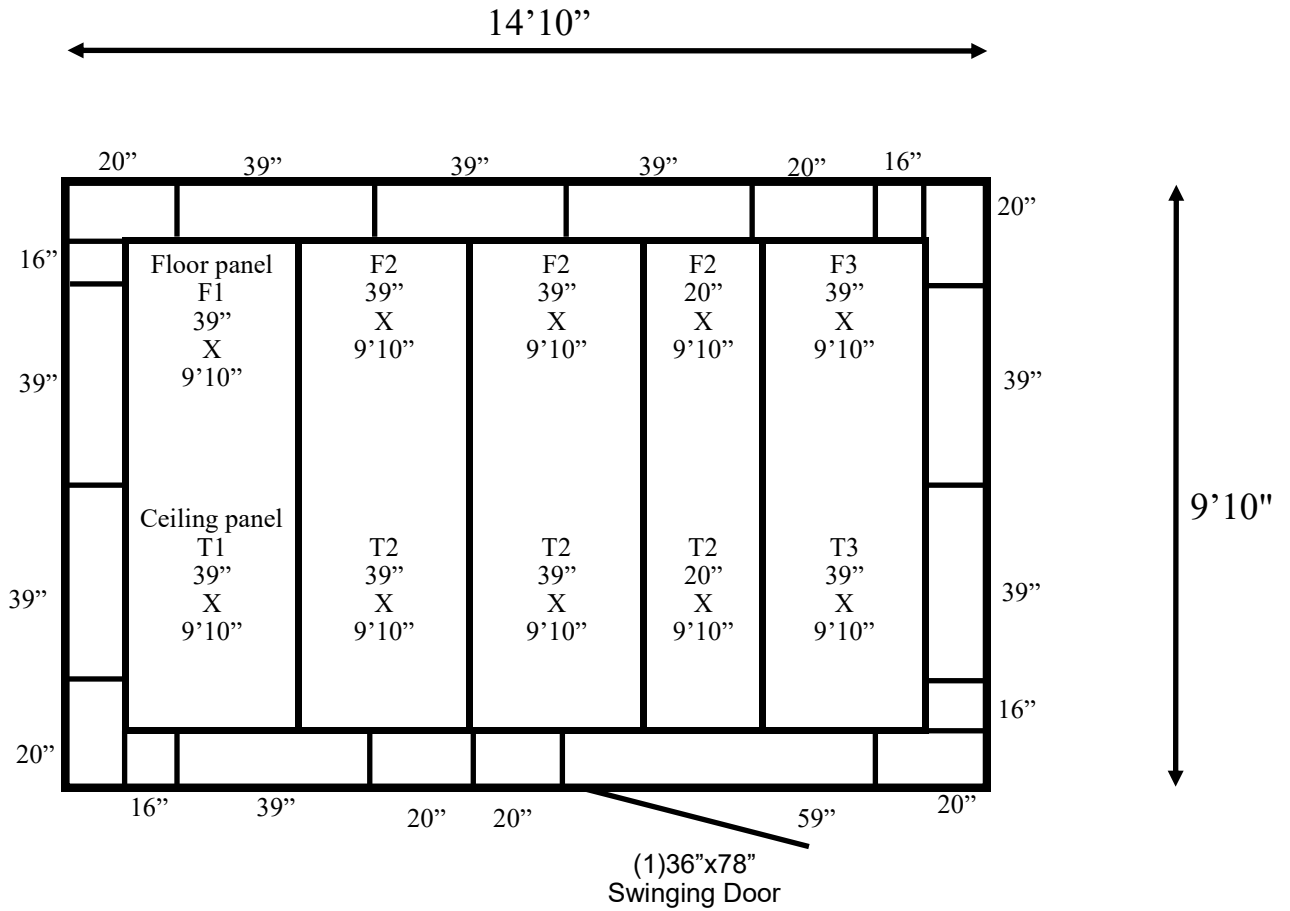 14’10”
20”
39”
39”
39”
20”
16”
20”
16”
39”
39”
20”
39”
39”
16”
9’10"
Floor panel
F1
39”
X
9’10”
F2
39”
X
9’10”
F2
39”
X
9’10”
F2
20”
X
9’10”
F3
39”
X
9’10”
Ceiling panel
T1
39”
X
9’10”
T2
39”
X
9’10”
T2
39”
X
9’10”
T2
20”
X
9’10”
T3
39”
X
9’10”
16”
39”
20”
20”
59”
20”
(1)36”x78”
Swinging Door